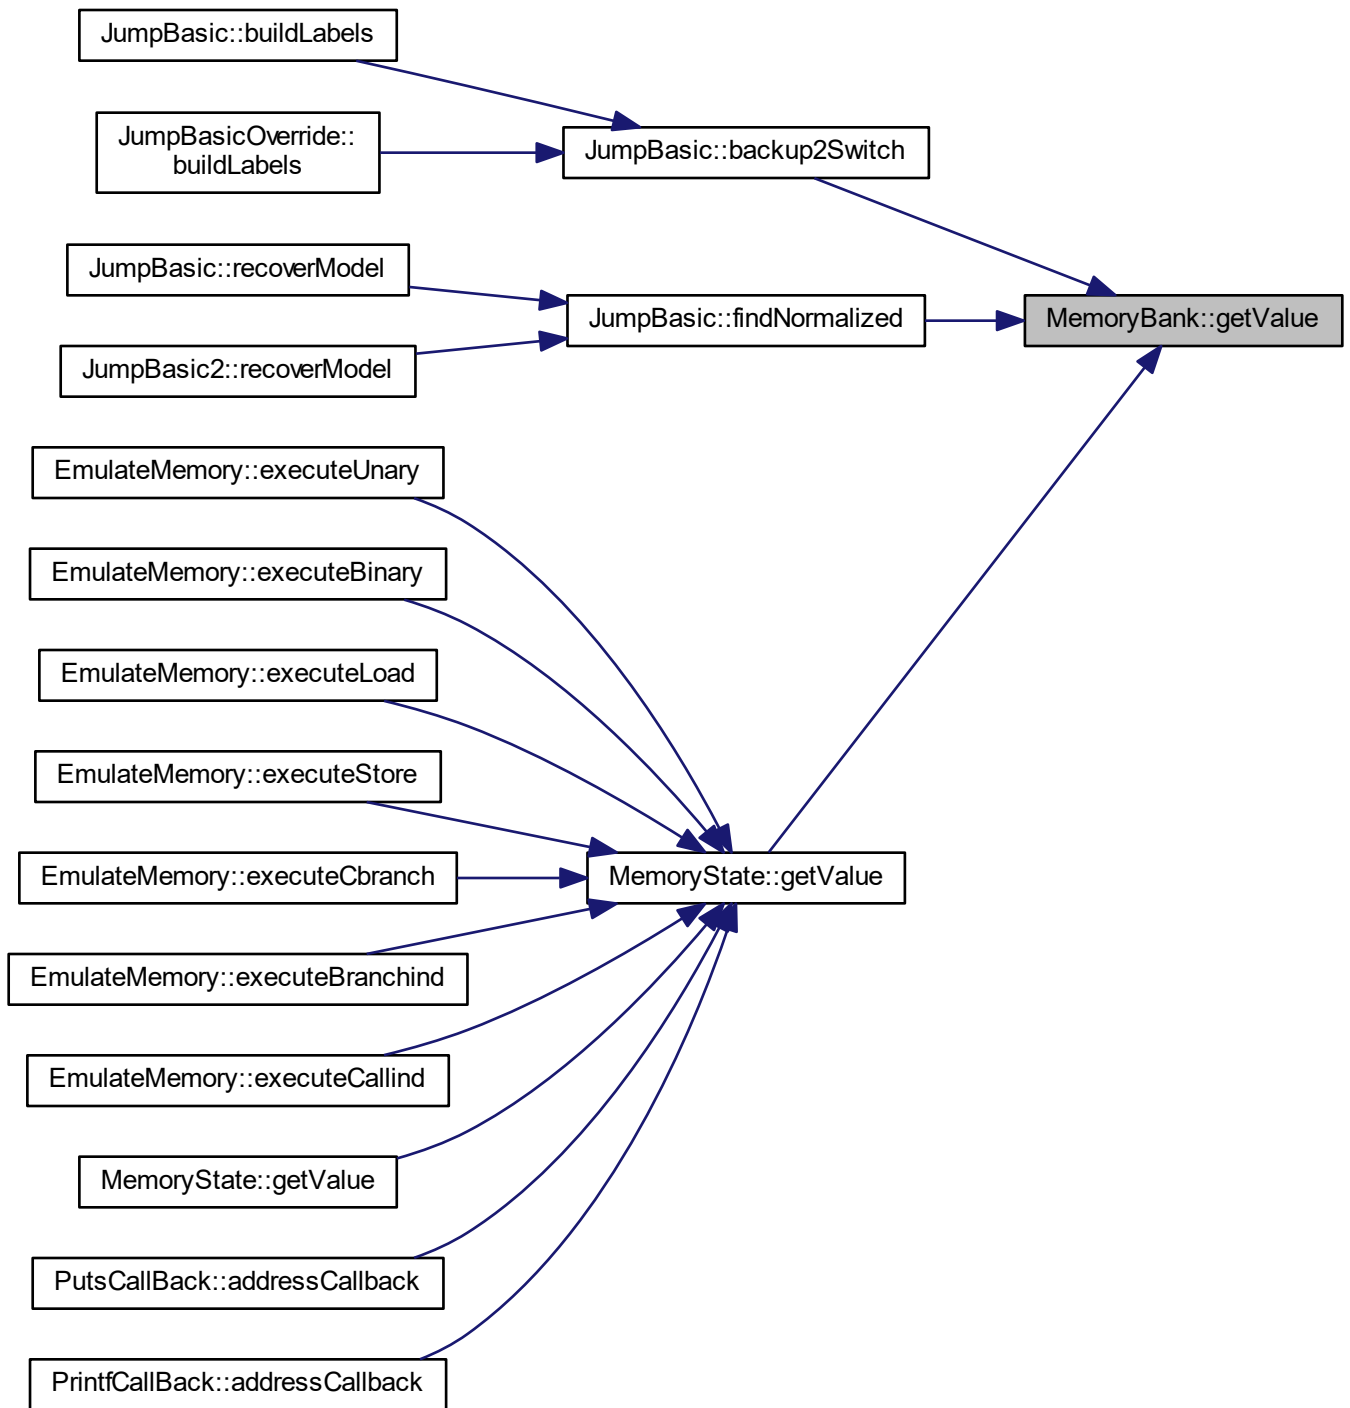 JumpBasic::buildLabels
JumpBasicOverride::
buildLabels
JumpBasic::backup2Switch
JumpBasic::recoverModel
JumpBasic::findNormalized
MemoryBank::getValue
JumpBasic2::recoverModel
EmulateMemory::executeUnary
EmulateMemory::executeBinary
EmulateMemory::executeLoad
EmulateMemory::executeStore
EmulateMemory::executeCbranch
MemoryState::getValue
EmulateMemory::executeBranchind
EmulateMemory::executeCallind
MemoryState::getValue
PutsCallBack::addressCallback
PrintfCallBack::addressCallback